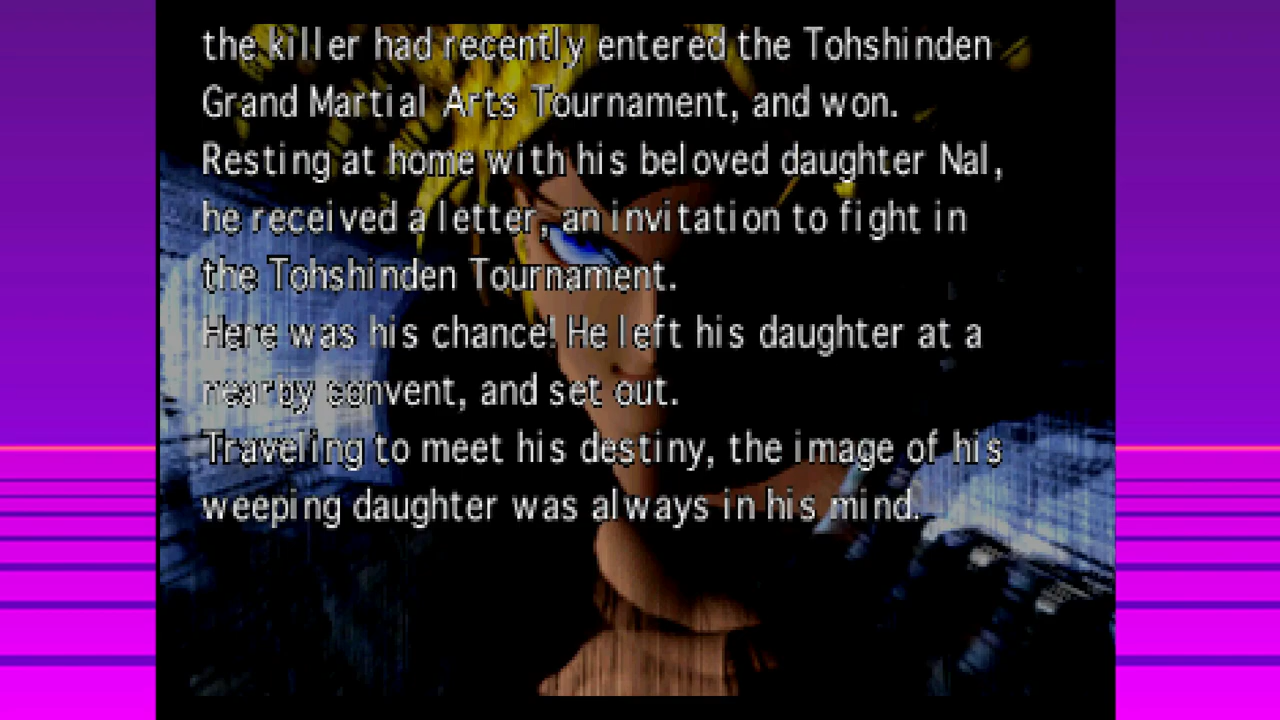 the killer had recently entered the Tohshinden
Grand Martial Arts Tournament, and won.
Resting at home with his beloved daughter Nal,
he received a letter, an invitation to fight in
the Tohshinden Tournament.
Here was his chance! He left his daughter at a
nearby convent, and set out.
Traveling to meet his destiny, the image of his
weeping daughter was always in his mind.